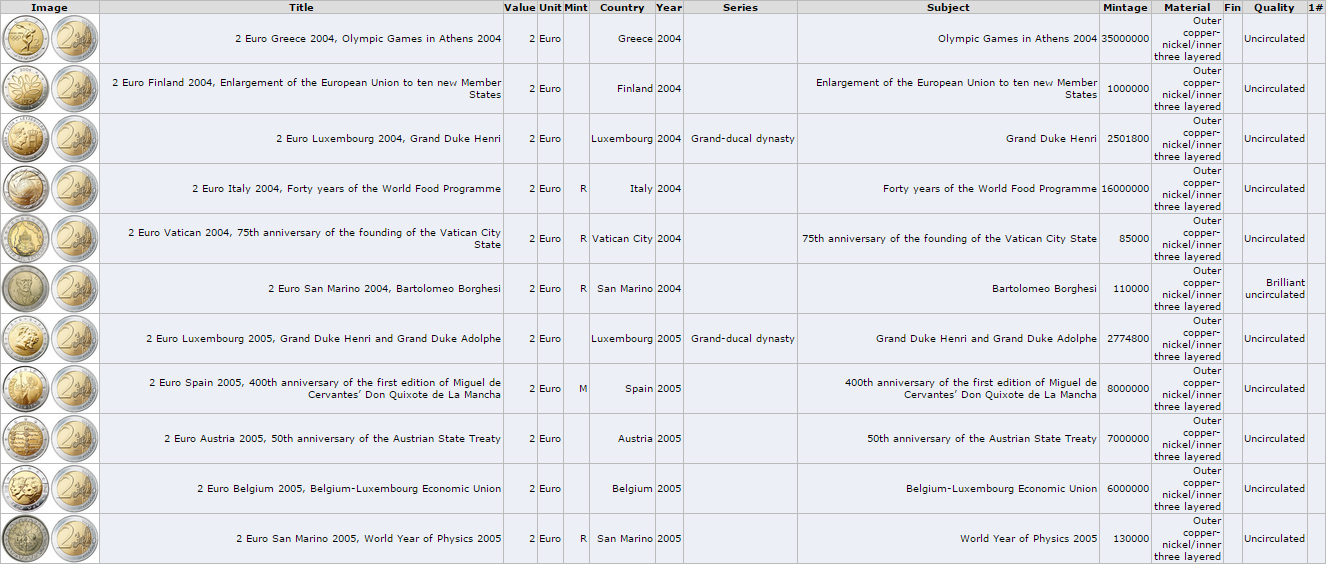 Image Title Value Unit Mint Country Year Series Subject Mintage Material Fin Quality 1#
2 Euro Greece 2004, Olympic Games in Athens 2004 2 Euro Greece 2004 Olympic Games in Athens 2004 35000000 Outer copper-nickel/inner three layered Uncirculated
2 Euro Finland 2004, Enlargement of the European Union to ten new Member States 2 Euro Finland 2004 Enlargement of the European Union to ten new Member States 1000000 Outer copper-nickel/inner three layered Uncirculated
2 Euro Luxembourg 2004, Grand Duke Henri 2 Euro Luxembourg 2004 Grand-ducal dynasty Grand Duke Henri 2501800 Outer copper-nickel/inner three layered Uncirculated
2 Euro Italy 2004, Forty years of the World Food Programme 2 Euro R Italy 2004 Forty years of the World Food Programme 16000000 Outer copper-nickel/inner three layered Uncirculated
2 Euro Vatican 2004, 75th anniversary of the founding of the Vatican City State 2 Euro R Vatican City 2004 75th anniversary of the founding of the Vatican City State 85000 Outer copper-nickel/inner three layered Uncirculated
2 Euro San Marino 2004, Bartolomeo Borghesi 2 Euro R San Marino 2004 Bartolomeo Borghesi 110000 Outer copper-nickel/inner three layered Brilliant uncirculated
2 Euro Luxembourg 2005, Grand Duke Henri and Grand Duke Adolphe 2 Euro Luxembourg 2005 Grand-ducal dynasty Grand Duke Henri and Grand Duke Adolphe 2774800 Outer copper-nickel/inner three layered Uncirculated
2 Euro Spain 2005, 400th anniversary of the first edition of Miguel de Cervantes’ Don Quixote de La Mancha 2 Euro M Spain 2005 400th anniversary of the first edition of Miguel de Cervantes’ Don Quixote de La Mancha 8000000 Outer copper-nickel/inner three layered Uncirculated
2 Euro Austria 2005, 50th anniversary of the Austrian State Treaty 2 Euro Austria 2005 50th anniversary of the Austrian State Treaty 7000000 Outer copper-nickel/inner three layered Uncirculated
2 Euro Belgium 2005, Belgium-Luxembourg Economic Union 2 Euro Belgium 2005 Belgium-Luxembourg Economic Union 6000000 Outer copper-nickel/inner three layered Uncirculated
2 Euro San Marino 2005, World Year of Physics 2005 2 Euro R San Marino 2005 World Year of Physics 2005 130000 Outer copper-nickel/inner three layered Uncirculated